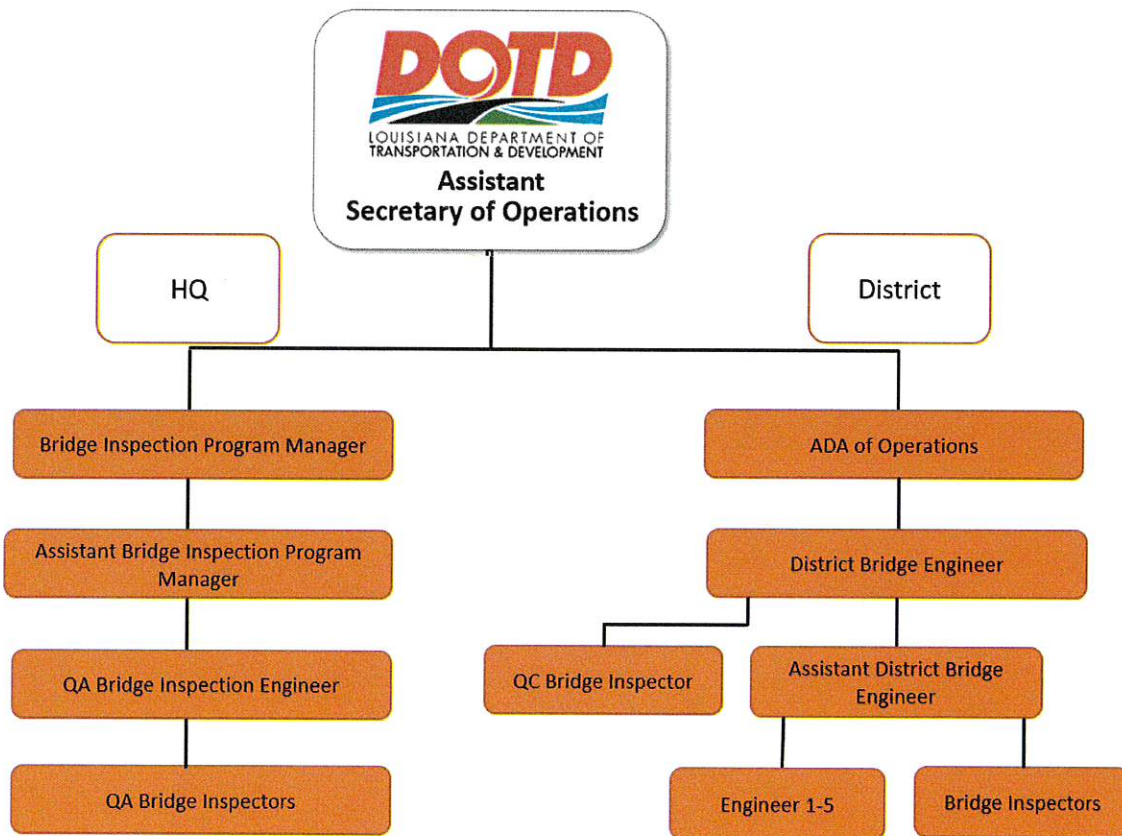 DOTD
LOUISIANA DEPARTMENT OF
TRANSPORTATION & DEVELOPMENT
Assistant
Secretary of Operations
HQ
District
Bridge Inspection Program Manager
ADA of Operations
Assistant Bridge Inspection Program
Manager
District Bridge Engineer
QA Bridge Inspection Engineer
QC Bridge Inspector
Assistant District Bridge
Engineer
QA Bridge Inspectors
Engineer 1-5
Bridge Inspectors